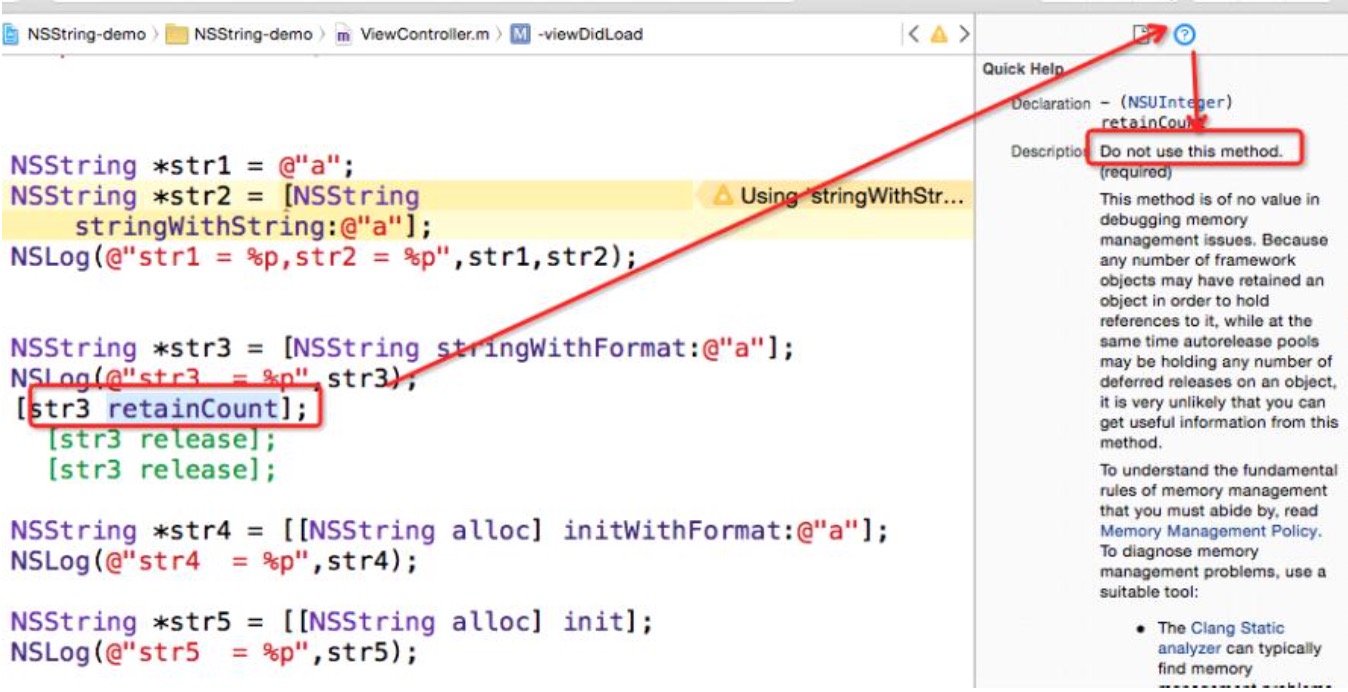 NSString-demo NSString-demo m ViewController.m M -viewDidLoad
NSString *str1 = @"a";
NSString *str2 = [NSString
stringWithString:@"a"];
Using 'stringWithStr...
NSLog(@"str1 = %p,str2 = %p",str1,str2);
NSString *str3 = [NSString stringWithFormat:@"a"];
NSLog(@"str3  = %p",str3);
[str3 retainCount];
[str3 release];
[str3 release];
NSString *str4 = [[NSString alloc] initWithFormat:@"a"];
NSLog(@"str4  = %p",str4);
NSString *str5 = [[NSString alloc] init];
NSLog(@"str5  = %p",str5);
Quick Help
Declaration - (NSUInteger)
retainCount
Description Do not use this method.
(required)
This method is of no value in
debugging memory
management issues. Because
any number of framework
objects may have retained an
object in order to hold
references to it, while at the
same time autorelease pools
may be holding any number of
deferred releases on an object,
it is very unlikely that you can
get useful information from this
method.
To understand the fundamental
rules of memory management
that you must abide by, read
Memory Management Policy.
To diagnose memory
management problems, use a
suitable tool:
• The Clang Static
analyzer can typically
find memory
management problems